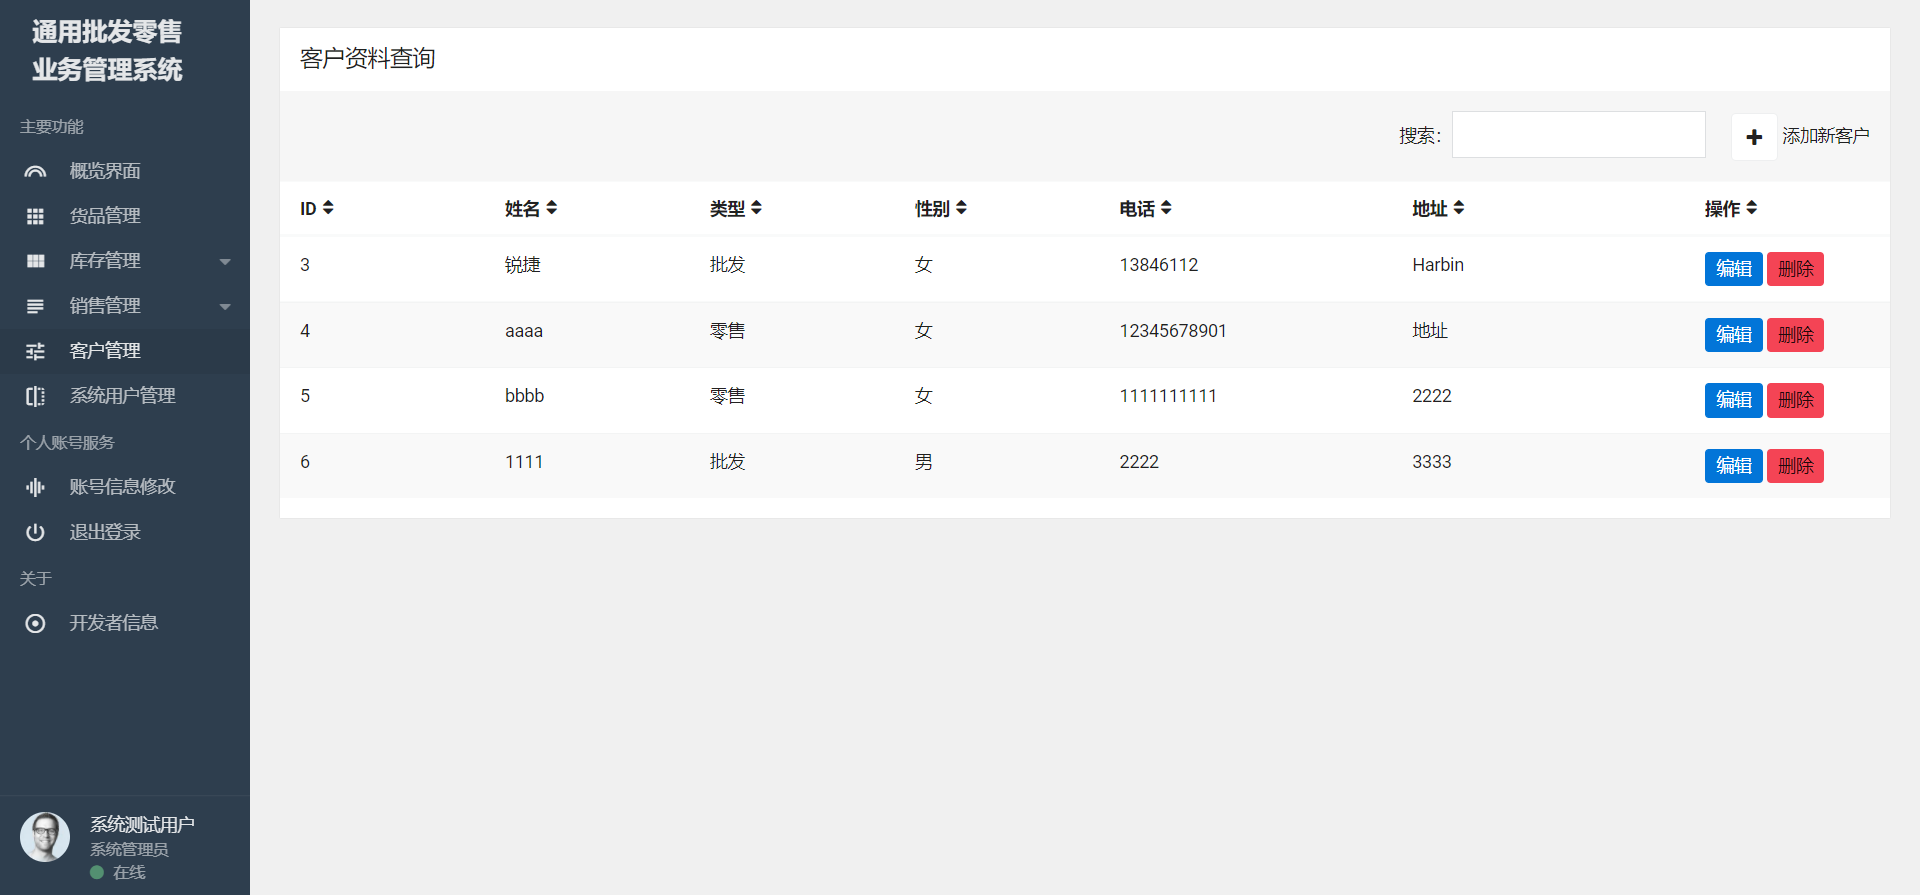 通用批发零售
业务管理系统
主要功能
概览界面
货品管理
库存管理
销售管理
客户管理
系统用户管理
个人账号服务
账号信息修改
退出登录
关于
开发者信息
系统测试用户
系统管理员
在线
客户资料查询
搜索: 添加新客户
ID 姓名 类型 性别 电话 地址 操作
3 锐捷 批发 女 13846112 Harbin 编辑 删除
4 aaaa 零售 女 12345678901 地址 编辑 删除
5 bbbb 零售 女 1111111111 2222 编辑 删除
6 1111 批发 男 2222 3333 编辑 删除